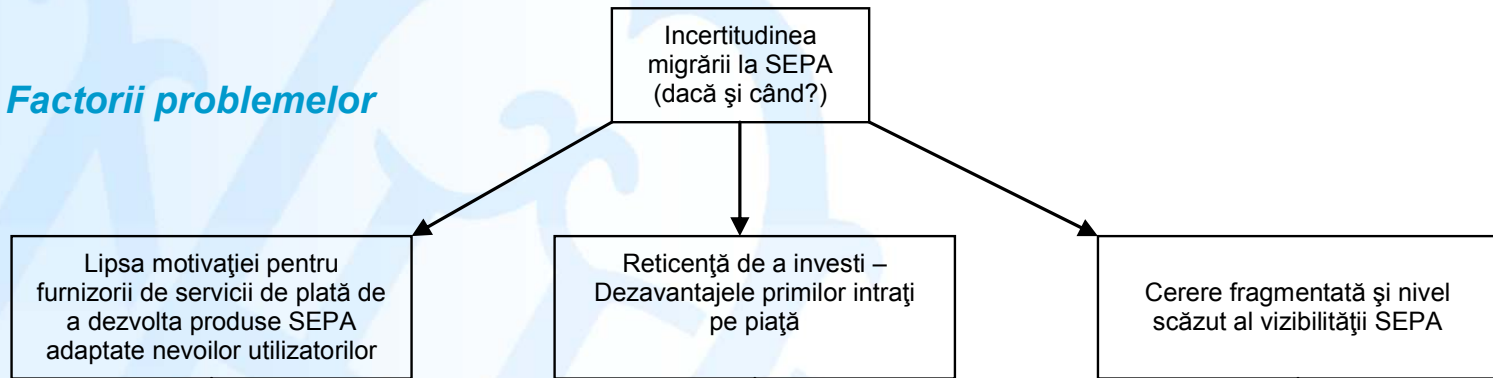 Incertitudinea
migrării la SEPA
(dacă şi când?)
Factorii problemelor
Lipsa motivaţiei pentru
furnizorii de servicii de plată de
a dezvolta produse SEPA
adaptate nevoilor utilizatorilor
Reticenţă de a investi –
Dezavantajele primilor intraţi
pe piaţă
Cerere fragmentată şi nivel
scăzut al vizibilităţii SEPA